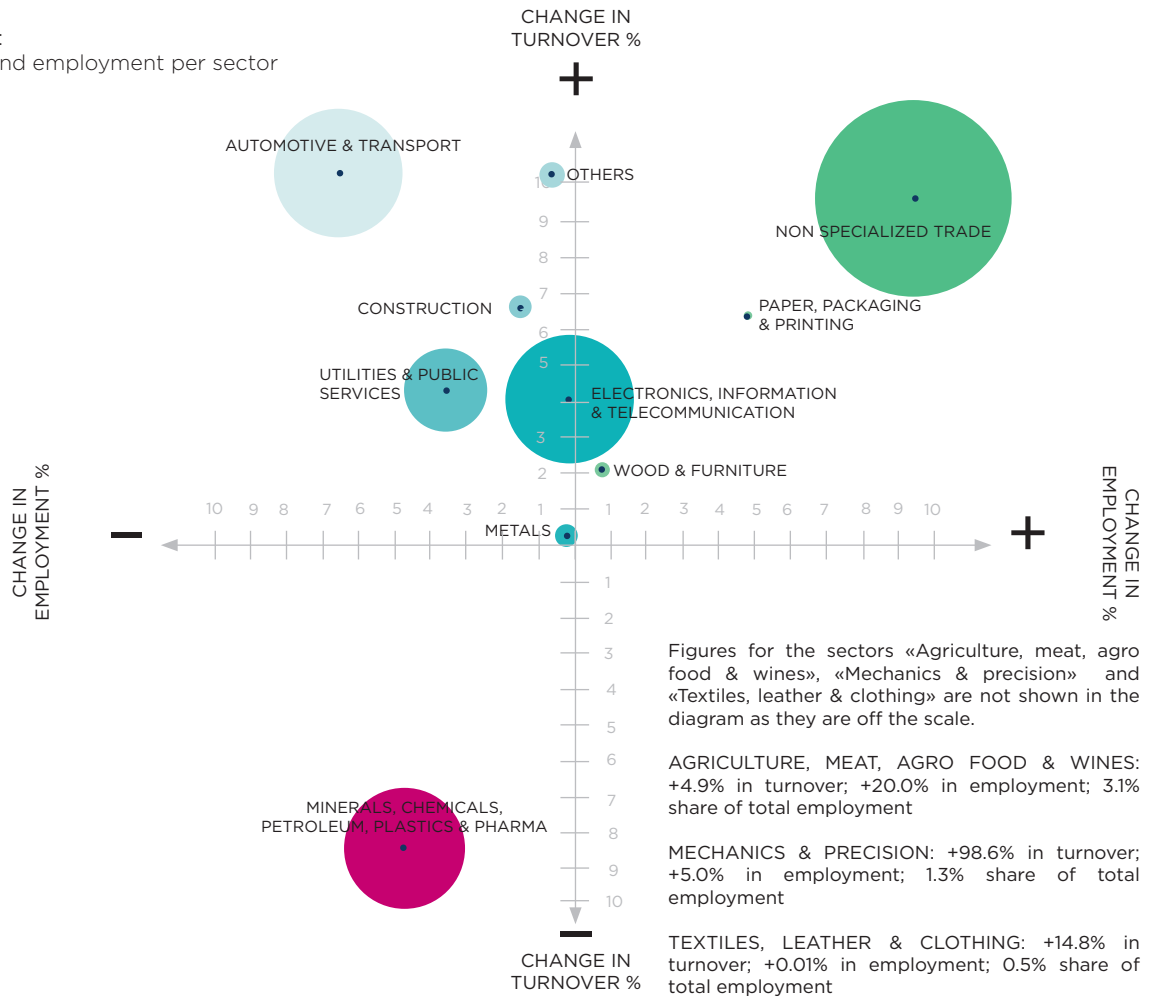 CHANGE IN
TURNOVER %
+
nd employment per sector
AUTOMOTIVE & TRANSPORT
OTHERS
10
9
8
7
6
5
3
2
NON SPECIALIZED TRADE
CONSTRUCTION
PAPER, PACKAGING
& PRINTING
UTILITIES & PUBLIC
SERVICES
ELECTRONICS, INFORMATION
& TELECOMMUNICATION
WOOD & FURNITURE
METALS
CHANGE IN
EMPLOYMENT %
−
10 9 8 7 6 5 4 3 2 1 1 2 3 4 5 6 7 8 9 10
+
CHANGE IN
EMPLOYMENT %
1
2
3
4
5
6
7
8
9
10
MINERALS, CHEMICALS,
PETROLEUM, PLASTICS & PHARMA
−
CHANGE IN
TURNOVER %
Figures for the sectors «Agriculture, meat, agro
food & wines», «Mechanics & precision» and
«Textiles, leather & clothing» are not shown in the
diagram as they are off the scale.
AGRICULTURE, MEAT, AGRO FOOD & WINES:
+4.9% in turnover; +20.0% in employment; 3.1%
share of total employment
MECHANICS & PRECISION: +98.6% in turnover;
+5.0% in employment; 1.3% share of total
employment
TEXTILES, LEATHER & CLOTHING: +14.8% in
turnover; +0.01% in employment; 0.5% share of
total employment